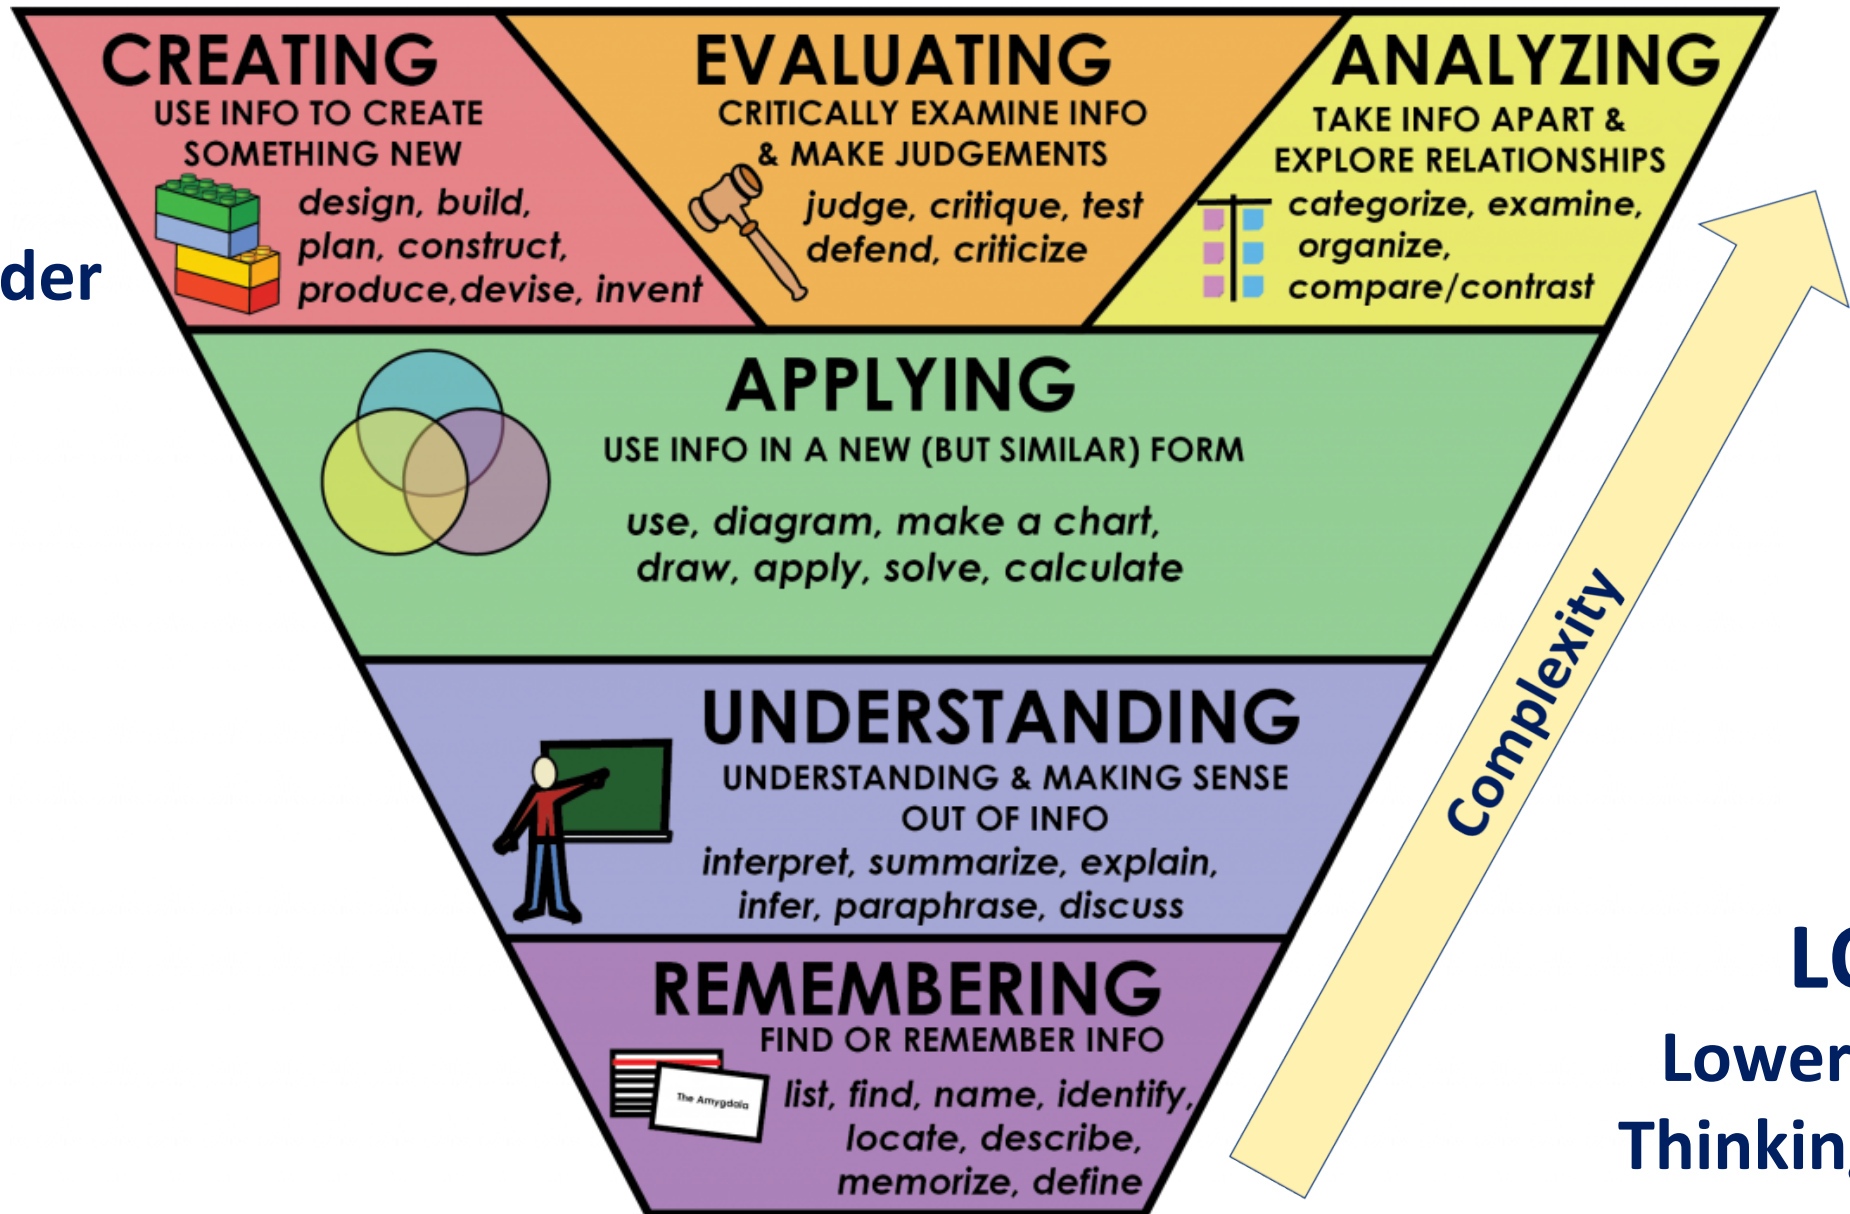 CREATING
USE INFO TO CREATE
SOMETHING NEW
design, build,
plan, construct,
produce,devise, invent
EVALUATING
CRITICALLY EXAMINE INFO
& MAKE JUDGEMENTS
judge, critique, test
defend, criticize
ANALYZING
TAKE INFO APART &
EXPLORE RELATIONSHIPS
categorize, examine,
organize,
compare/contrast
der
APPLYING
USE INFO IN A NEW (BUT SIMILAR) FORM
use, diagram, make a chart,
draw, apply, solve, calculate
Complexity
UNDERSTANDING
UNDERSTANDING & MAKING SENSE
OUT OF INFO
interpret, summarize, explain,
infer, paraphrase, discuss
REMEMBERING
FIND OR REMEMBER INFO
The Amygdala
list, find, name, identify,
locate, describe,
memorize, define
LO
Lower
Thinking